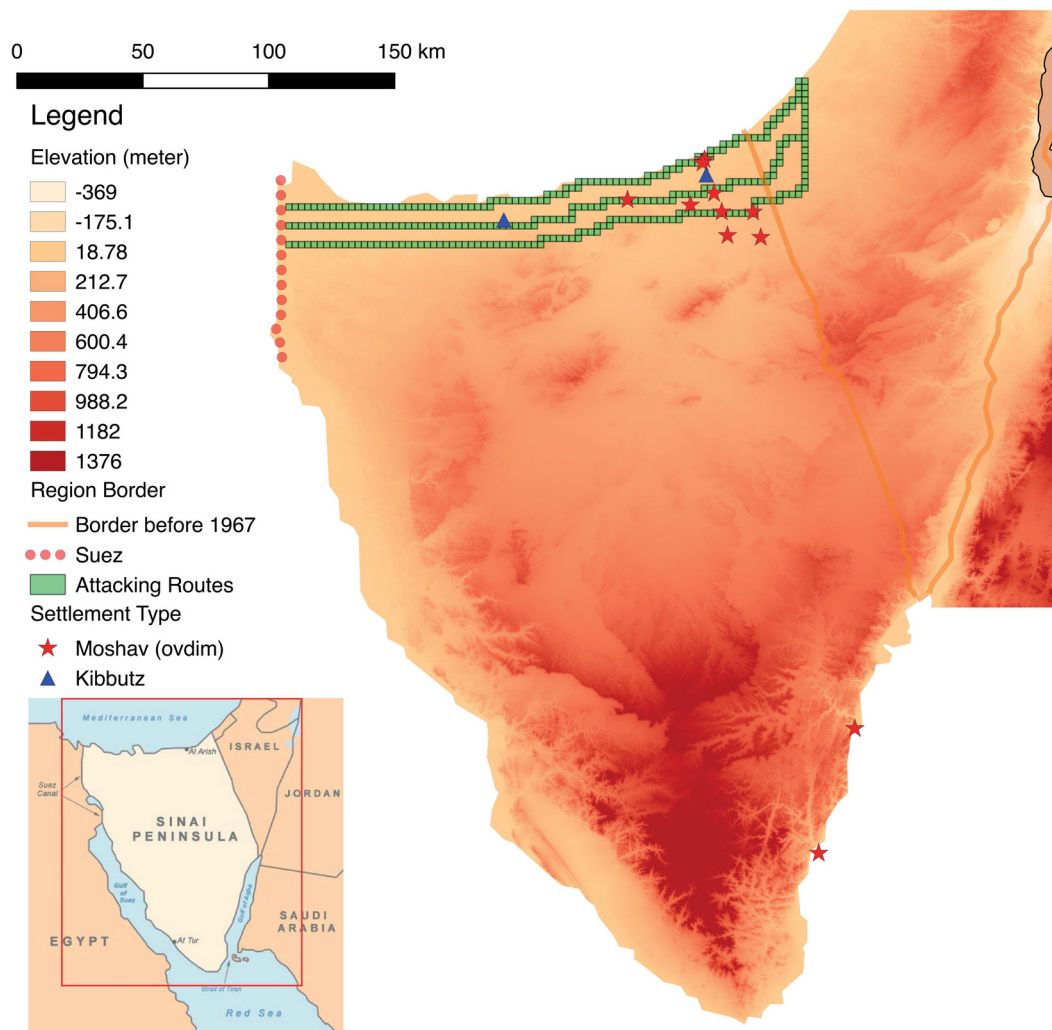 0 50 100 150 km
Legend
Elevation (meter)
-369
-175.1
18.78
212.7
406.6
600.4
794.3
988.2
1182
1376
Region Border
Border before 1967
Suez
Attacking Routes
Settlement Type
Moshav (ovdim)
Kibbutz
Mediterranean Sea
Al Arish
ISRAEL
Suez
Canal
JORDAN
SINAI
PENINSULA
Gulf
of
Suez
Gulf of Aqaba
SAUDI
ARABIA
EGYPT
At Tur
Strait of Tiran
Red Sea